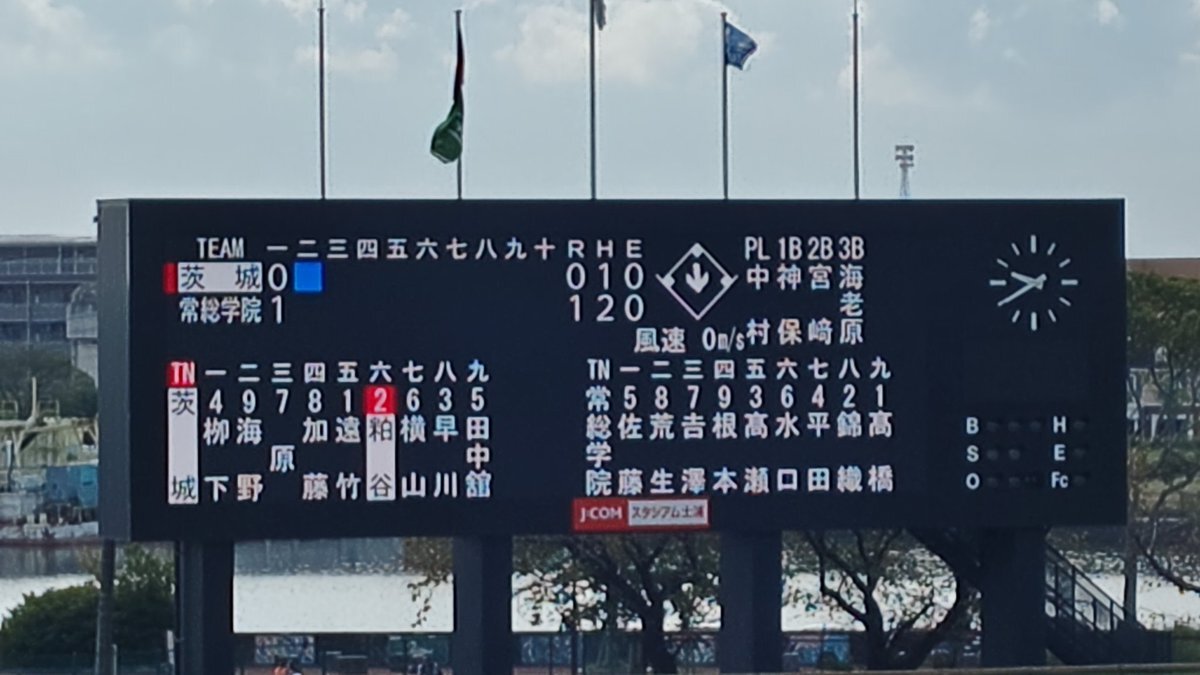 TEAM 一 二 三 四 五 六 七 八 九 十 R H E PL 1B 2B 3B
茨城 0 0 1 0 中村 神保 宮﨑 海老原
常総学院 1 1 2 0
風速 0m/s
TN 一 二 三 四 五 六 七 八 九
茨城 4 9 7 8 1 2 6 3 5
柳下 海野 原 加藤 遠竹 粕谷 横山 早川 田中舘
TN 一 二 三 四 五 六 七 八 九
常総学院 5 8 7 9 3 6 4 2 1
佐藤 荒生 𠮷澤 根本 髙瀬 水口 平田 錦織 髙橋
B H
S E
O Fc
J:COM スタジアム土浦